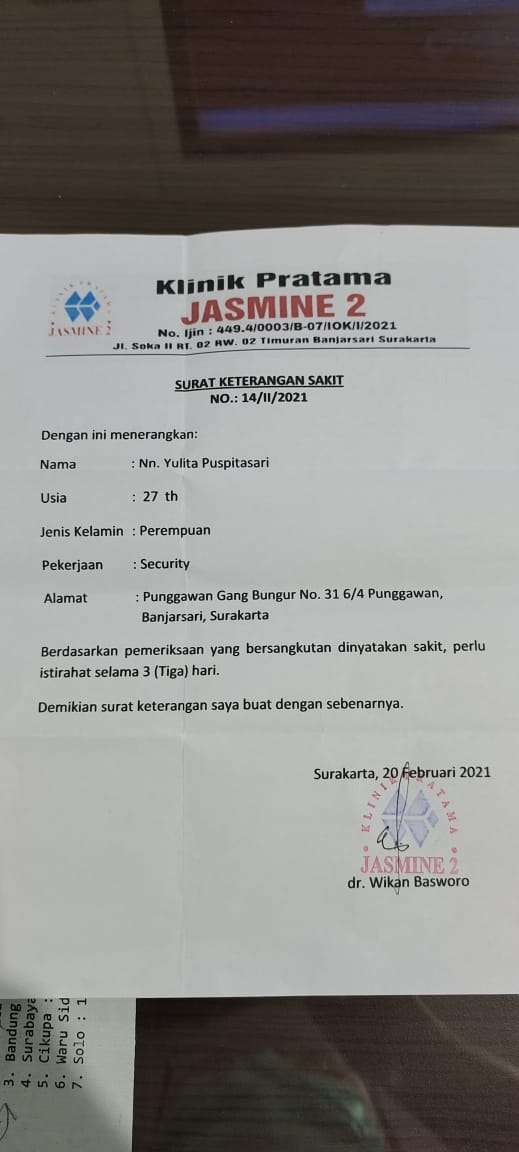 Klinik Pratama
JASMINE 2
JASMINE 2
No. Ijin : 449.4/0003/B-07/IOK/I/2021
Jl. Soka II RT. 02 RW. 02 Timuran Banjarsari Surakarta
SURAT KETERANGAN SAKIT
NO.: 14/II/2021
Dengan ini menerangkan:
Nama : Nn. Yulita Puspitasari
Usia : 27 th
Jenis Kelamin : Perempuan
Pekerjaan : Security
Alamat : Punggawan Gang Bungur No. 31 6/4 Punggawan,
Banjarsari, Surakarta
Berdasarkan pemeriksaan yang bersangkutan dinyatakan sakit, perlu
istirahat selama 3 (Tiga) hari.
Demikian surat keterangan saya buat dengan sebenarnya.
Surakarta, 20 Februari 2021
KLINIK PRATAMA
JASMINE 2
dr. Wikan Basworo
3. Bandung
4. Surabaya
5. Cikupa :
6. Waru Sid
7. Solo : 1